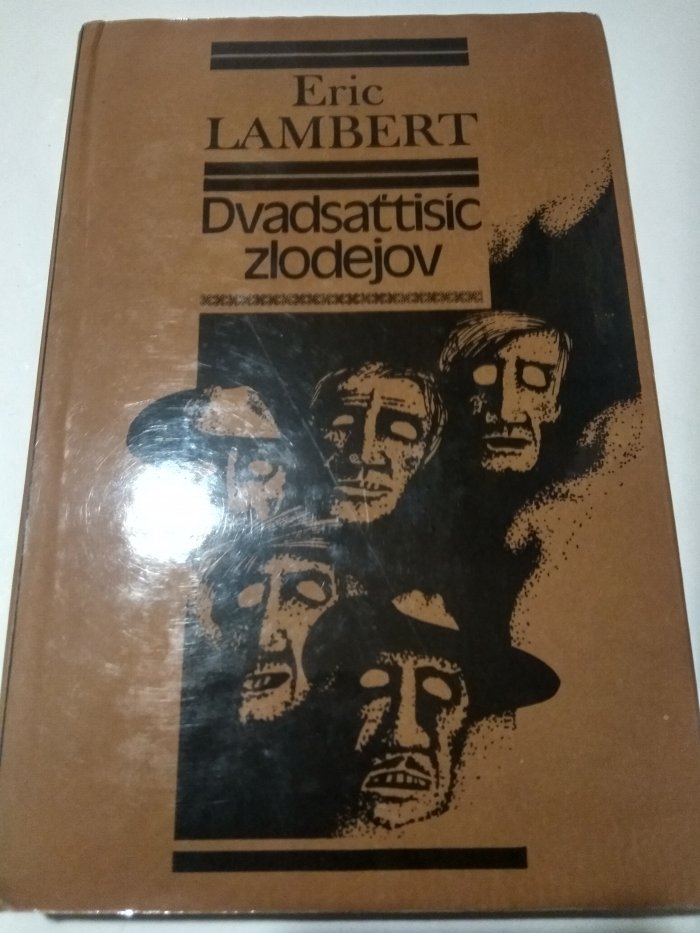 Eric
LAMBERT
Dvadsaťtisíc
zlodejov